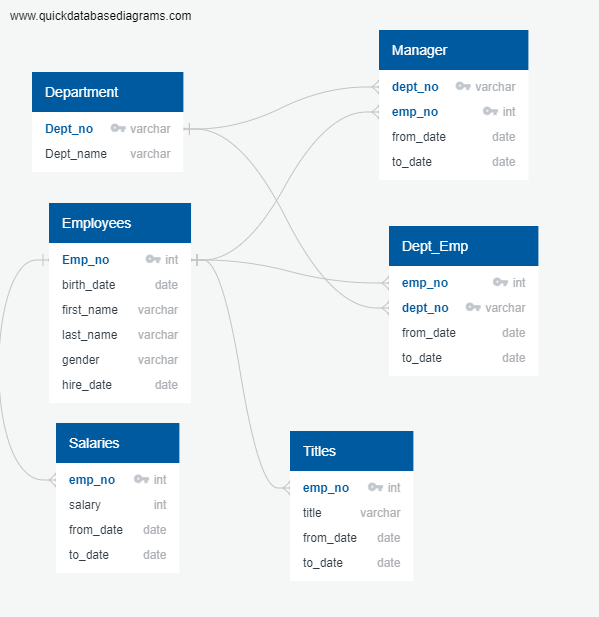 www.quickdatabasediagrams.com
Department
Dept_no varchar
Dept_name varchar
Manager
dept_no varchar
emp_no int
from_date date
to_date date
Employees
Emp_no int
birth_date date
first_name varchar
last_name varchar
gender varchar
hire_date date
Dept_Emp
emp_no int
dept_no varchar
from_date date
to_date date
Salaries
emp_no int
salary int
from_date date
to_date date
Titles
emp_no int
title varchar
from_date date
to_date date